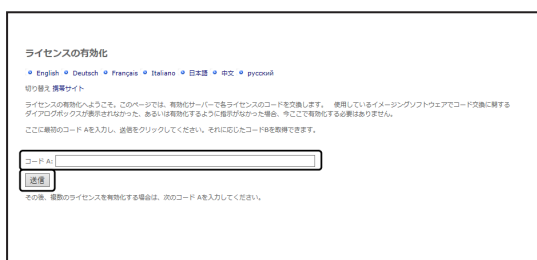 ライセンスの有効化
English Deutsch Français Italiano 日本語 中文 русский
切り替え 携帯サイト
ライセンスの有効化へようこそ。このページでは、有効化サーバーで各ライセンスのコードを交換します。 使用しているイメージングソフトウェアでコード交換に関する
ダイアログボックスが表示されなかった、あるいは有効化するように指示がなかった場合、今ここで有効化する必要はありません。
ここに最初のコード Aを入力し、送信をクリックしてください。それに応じたコードBを取得できます。
コード A:
送信
その後、複数のライセンスを有効化する場合は、次のコード Aを入力してください。